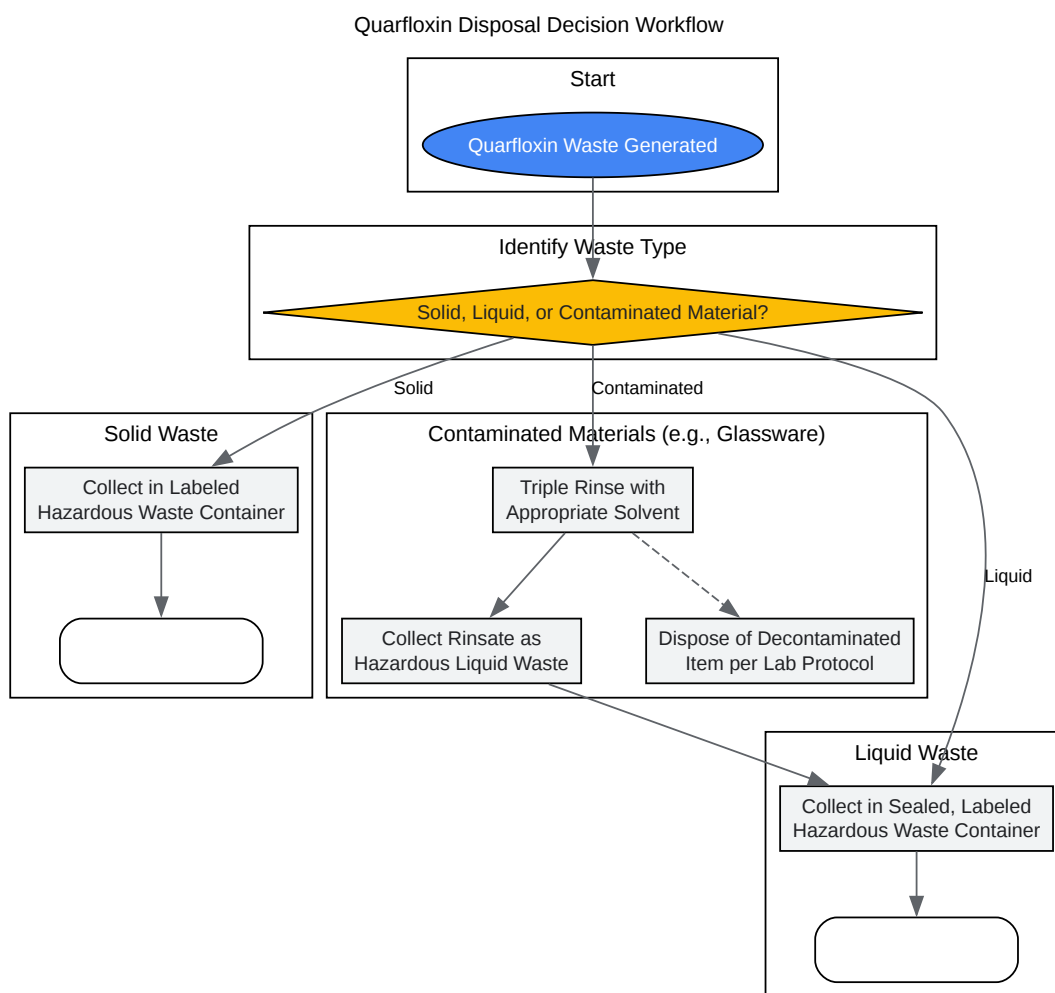 Quarfloxin Disposal Decision Workflow
Start
Quarfloxin Waste Generated
Identify Waste Type
Solid, Liquid, or Contaminated Material?
Solid
Contaminated
Liquid
Solid Waste
Collect in Labeled
Hazardous Waste Container
Contaminated Materials (e.g., Glassware)
Triple Rinse with
Appropriate Solvent
Collect Rinsate as
Hazardous Liquid Waste
Dispose of Decontaminated
Item per Lab Protocol
Liquid Waste
Collect in Sealed, Labeled
Hazardous Waste Container